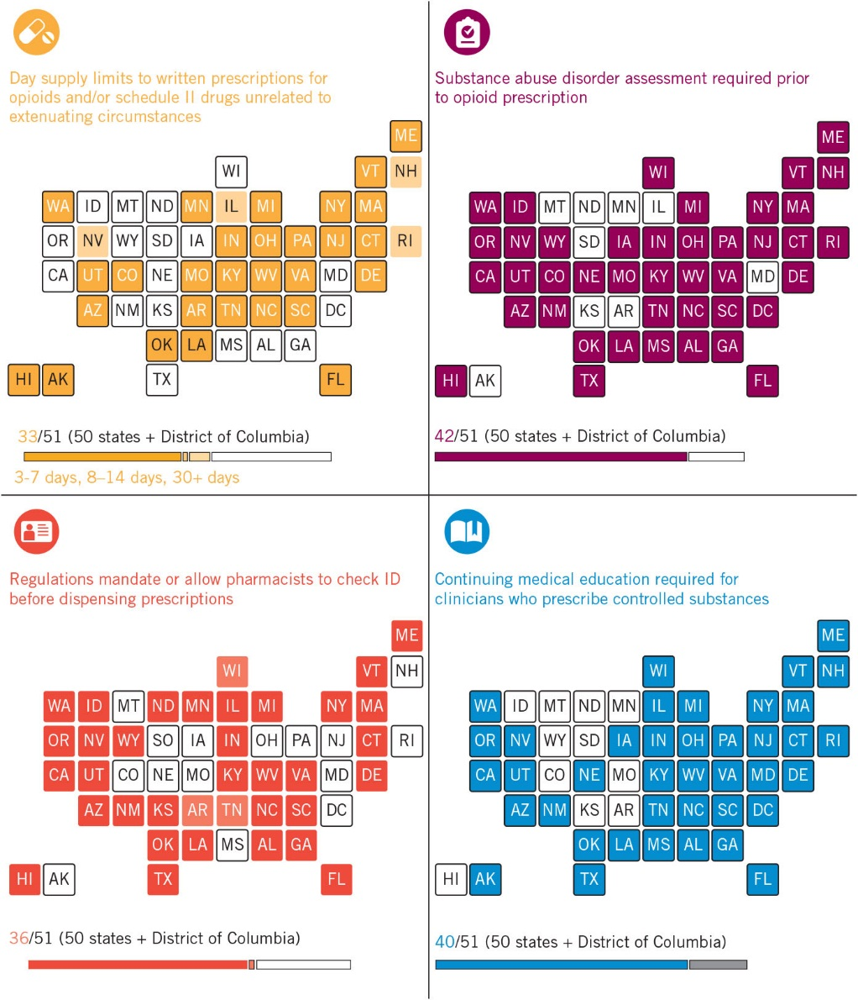 Day supply limits to written prescriptions for
opioids and/or schedule II drugs unrelated to
extenuating circumstances
ME
WI VT NH
WA ID MT ND MN IL MI NY MA
OR NV WY SD IA IN OH PA NJ CT RI
CA UT CO NE MO KY WV VA MD DE
AZ NM KS AR TN NC SC DC
OK LA MS AL GA
HI AK TX FL
33/51 (50 states + District of Columbia)
3-7 days, 8–14 days, 30+ days
Substance abuse disorder assessment required prior
to opioid prescription
ME
WI VT NH
WA ID MT ND MN IL MI NY MA
OR NV WY SD IA IN OH PA NJ CT RI
CA UT CO NE MO KY WV VA MD DE
AZ NM KS AR TN NC SC DC
OK LA MS AL GA
HI AK TX FL
42/51 (50 states + District of Columbia)
Regulations mandate or allow pharmacists to check ID
before dispensing prescriptions
ME
WI VT NH
WA ID MT ND MN IL MI NY MA
OR NV WY SO IA IN OH PA NJ CT RI
CA UT CO NE MO KY WV VA MD DE
AZ NM KS AR TN NC SC DC
OK LA MS AL GA
HI AK TX FL
36/51 (50 states + District of Columbia)
Continuing medical education required for
clinicians who prescribe controlled substances
ME
WI VT NH
WA ID MT ND MN IL MI NY MA
OR NV WY SD IA IN OH PA NJ CT RI
CA UT CO NE MO KY WV VA MD DE
AZ NM KS AR TN NC SC DC
OK LA MS AL GA
HI AK TX FL
40/51 (50 states + District of Columbia)